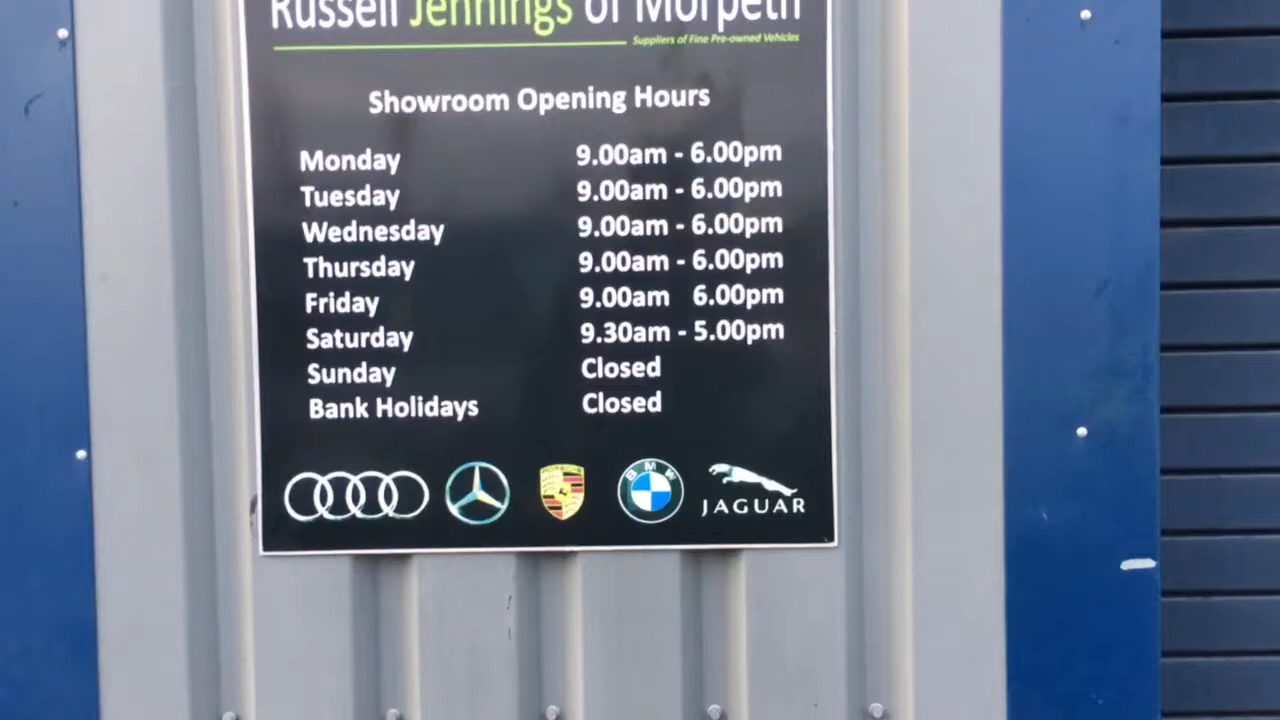 Russell Jennings of Morpeth
Suppliers of Fine Pre-owned Vehicles
Showroom Opening Hours
Monday 9.00am - 6.00pm
Tuesday 9.00am - 6.00pm
Wednesday 9.00am - 6.00pm
Thursday 9.00am - 6.00pm
Friday 9.00am 6.00pm
Saturday 9.30am - 5.00pm
Sunday Closed
Bank Holidays Closed
PORSCHE
BMW
JAGUAR